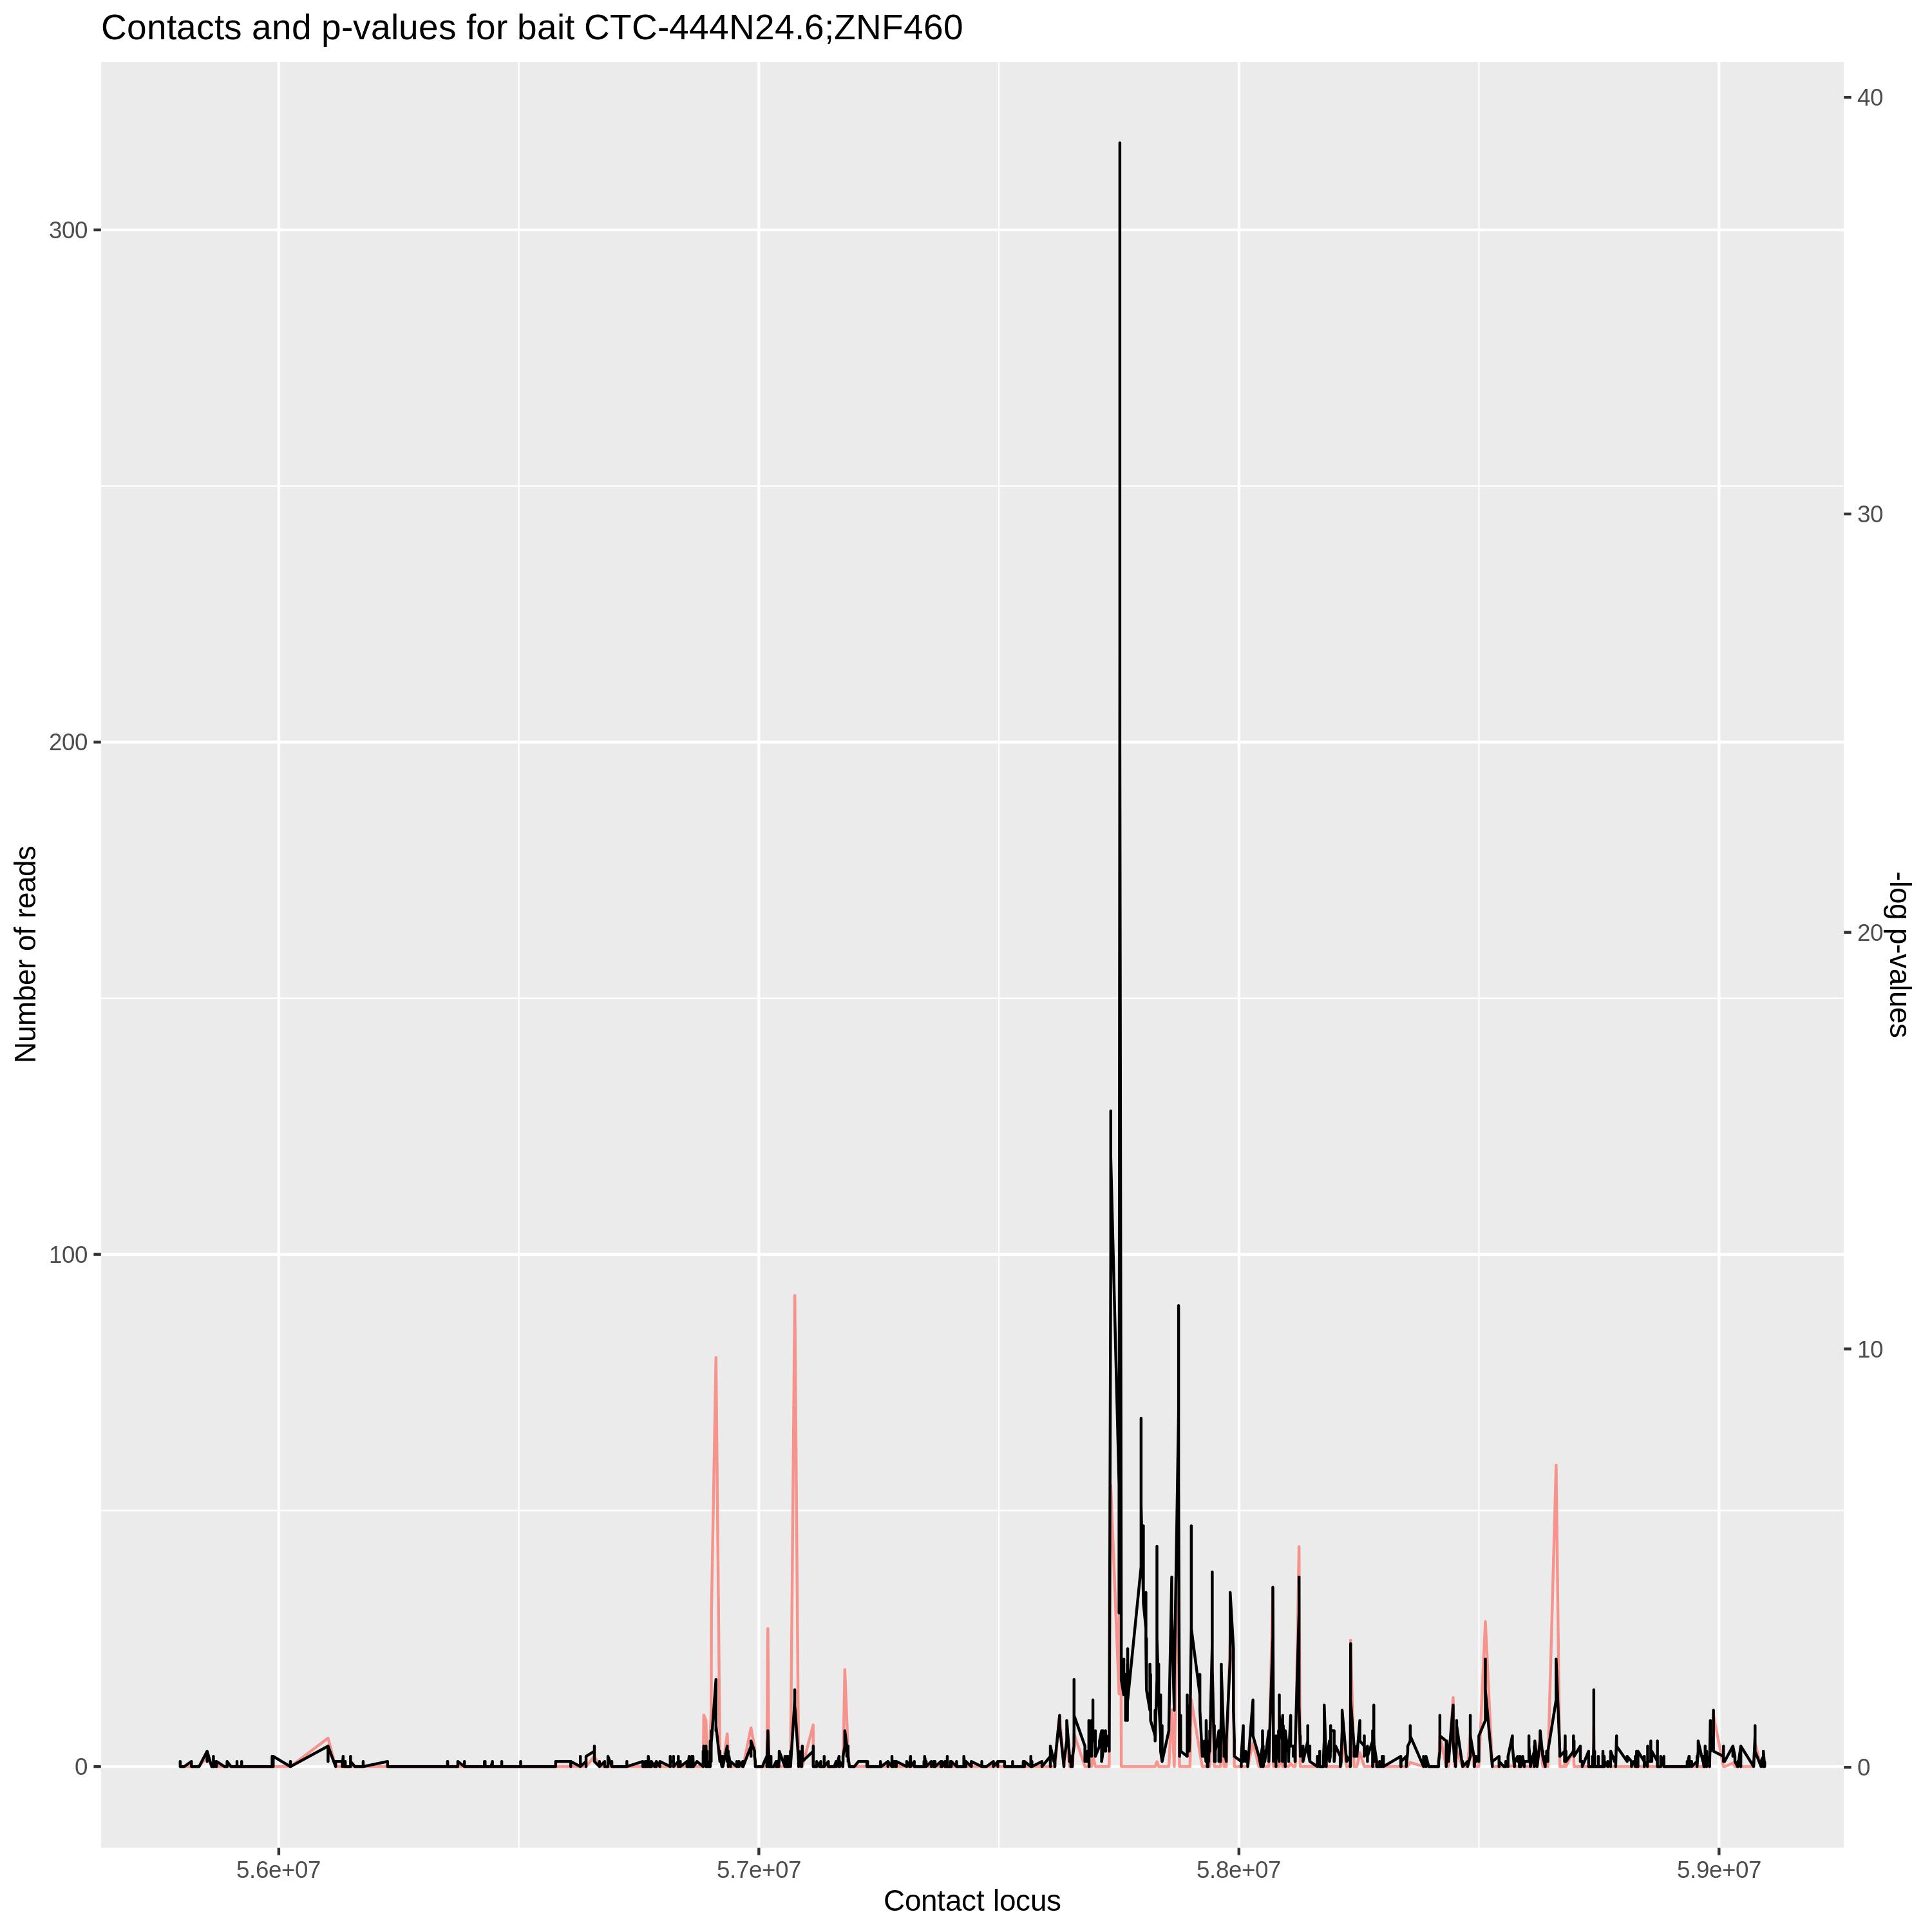 Contacts and p-values for bait CTC-444N24.6;ZNF460
40
300
30
200
20
Number of reads
-log p-values
100
10
0
0
5.6e+07
5.7e+07
5.8e+07
5.9e+07
Contact locus